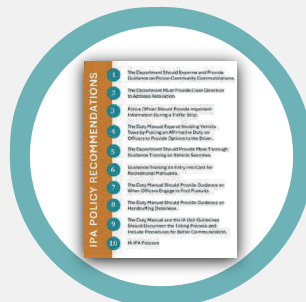 IPA POLICY RECOMMENDATIONS
1
The Department Should Examine and Provide
Guidance on Police-Community Communications.
2
The Department Must Provide Clear Direction
to Address Retaliation.
3
Police Officer Should Provide Important
Information During a Traffic Stop.
4
The Duty Manual Expand Avoiding Vehicle
Tows by Placing an Affirmative Duty on
Officers to Provide Options to the Driver.
5
The Department Should Provide More Thorough
Guidance Training on Vehicle Searches.
6
Guidance/Training on Entry into Cars for
Recreational Marijuana.
7
The Duty Manual Should Provide Guidance on
When Officers Engage in Foot Pursuits.
8
The Duty Manual Should Provide Guidance on
Handcuffing Detainees.
9
The Duty Manual and the IA Unit Guidelines
Should Document the Tolling Process and
Include Procedures for Better Communication.
10
IA-IPA Process